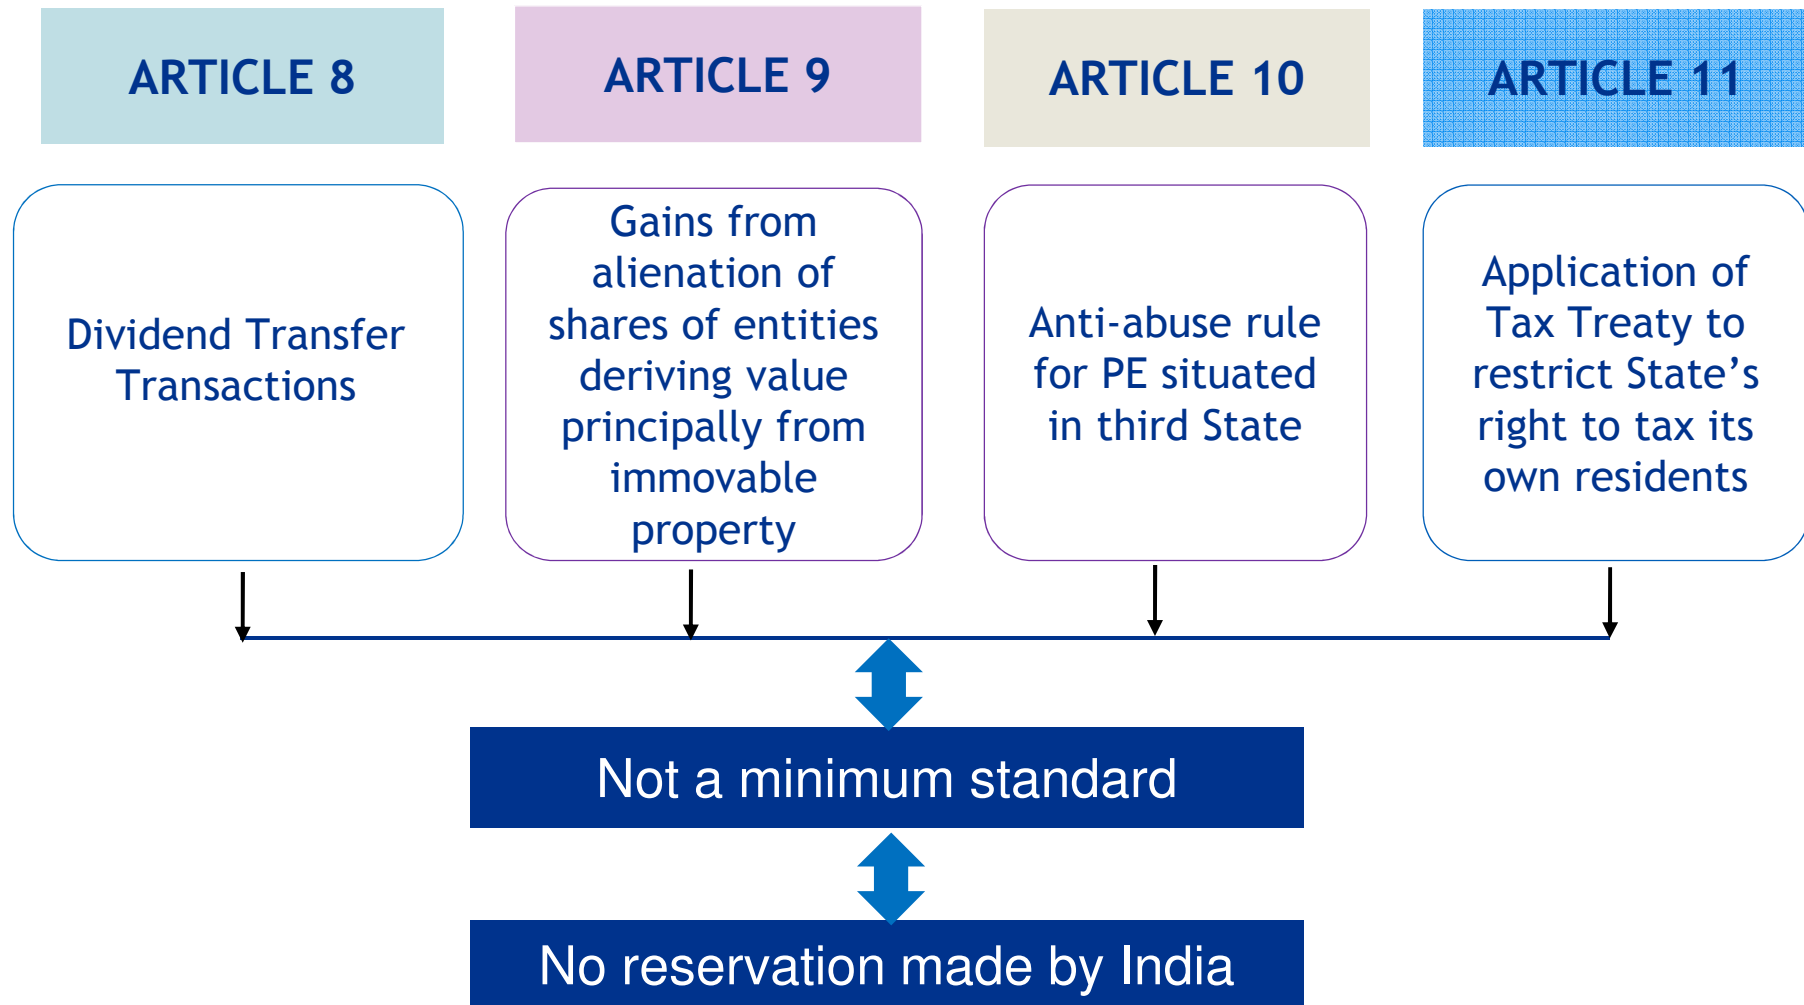 ARTICLE 8
ARTICLE 9
ARTICLE 10
ARTICLE 11
Dividend Transfer
Transactions
Gains from
alienation of
shares of entities
deriving value
principally from
immovable
property
Anti-abuse rule
for PE situated
in third State
Application of
Tax Treaty to
restrict State’s
right to tax its
own residents
Not a minimum standard
No reservation made by India